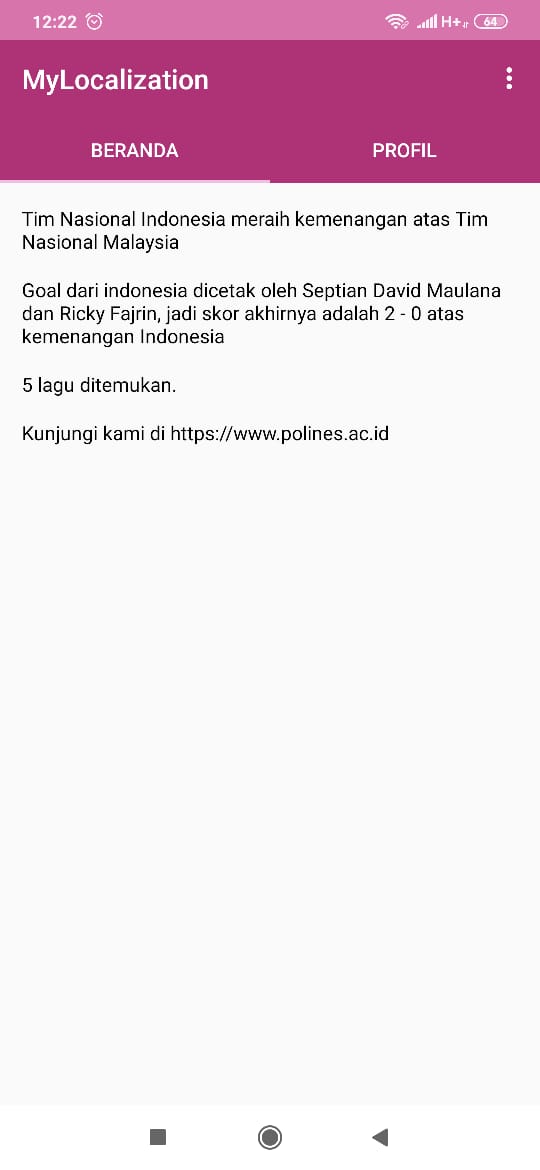 12:22
H+ 64
MyLocalization
BERANDA PROFIL
Tim Nasional Indonesia meraih kemenangan atas Tim
Nasional Malaysia
Goal dari indonesia dicetak oleh Septian David Maulana
dan Ricky Fajrin, jadi skor akhirnya adalah 2 - 0 atas
kemenangan Indonesia
5 lagu ditemukan.
Kunjungi kami di https://www.polines.ac.id